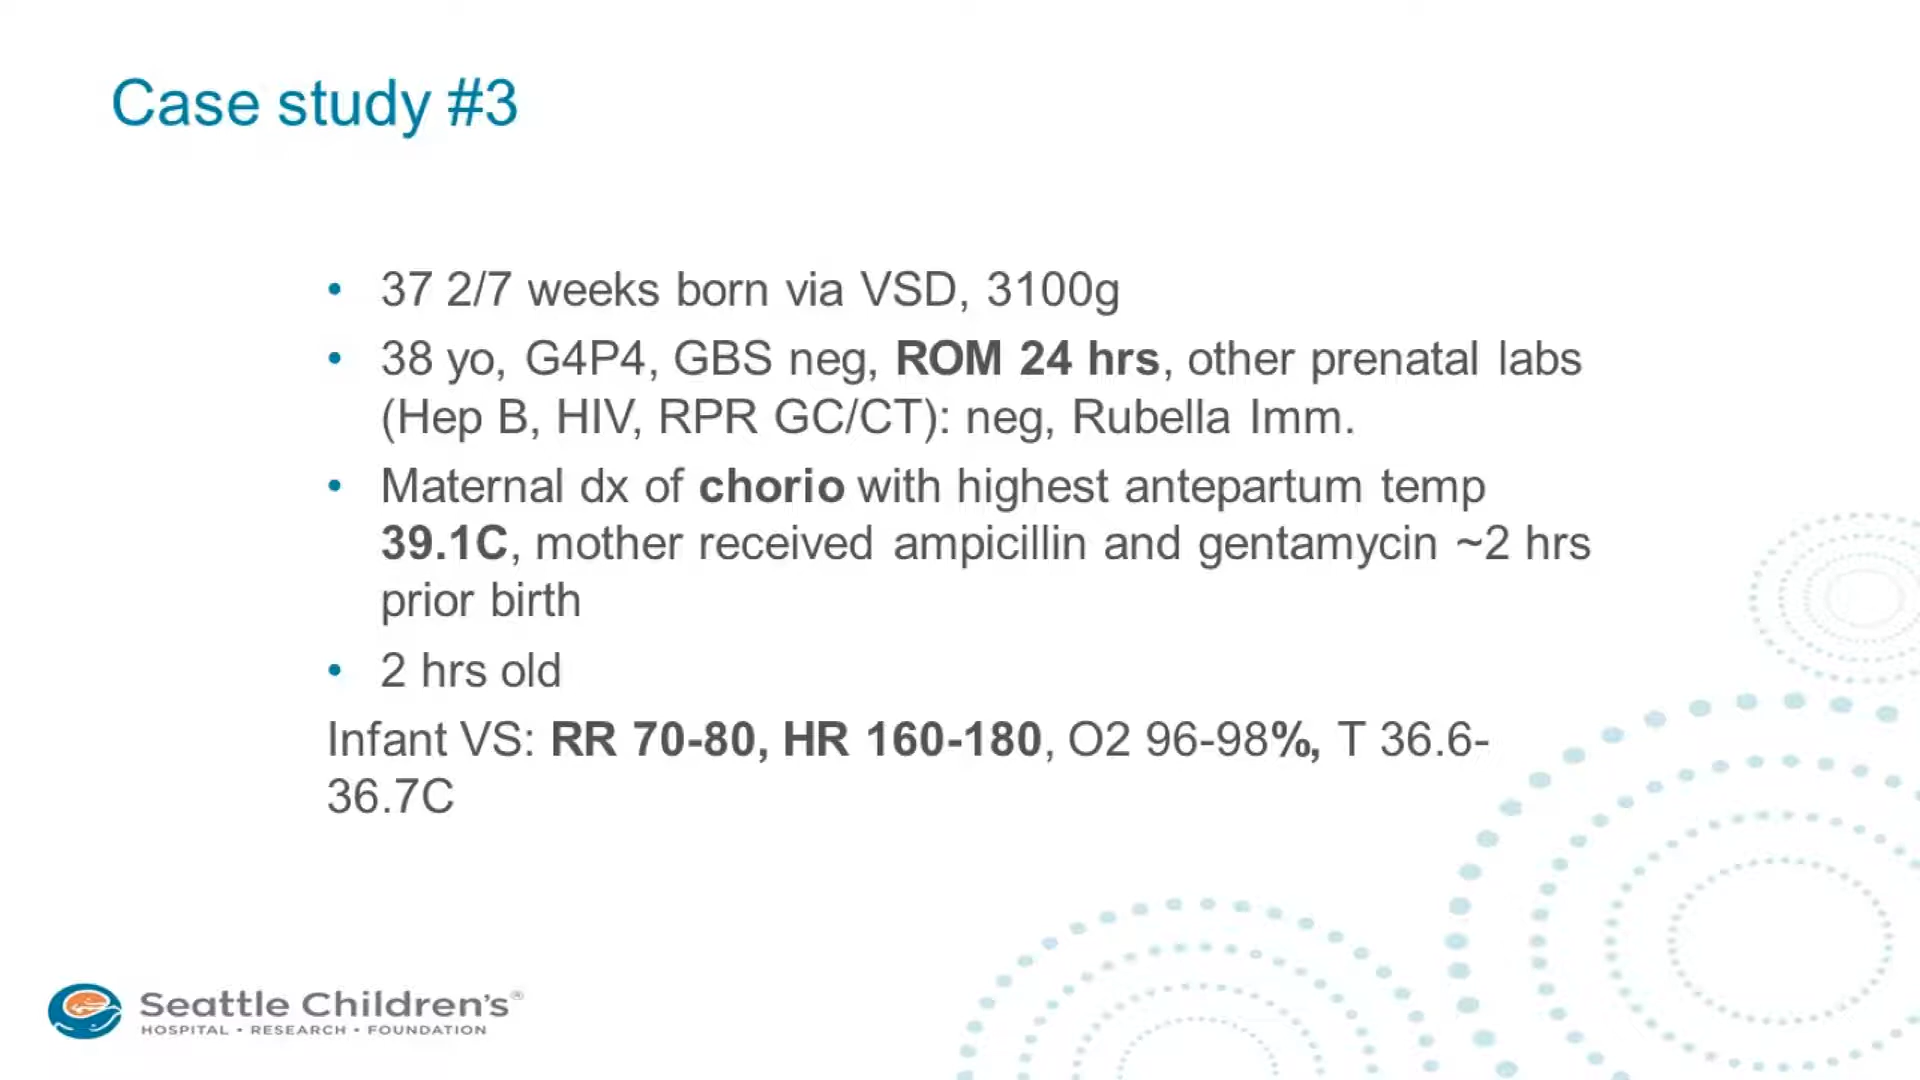 Case study #3
• 37 2/7 weeks born via VSD, 3100g
• 38 yo, G4P4, GBS neg, ROM 24 hrs, other prenatal labs
(Hep B, HIV, RPR GC/CT): neg, Rubella Imm.
• Maternal dx of chorio with highest antepartum temp
39.1C, mother received ampicillin and gentamycin ~2 hrs
prior birth
• 2 hrs old
Infant VS: RR 70-80, HR 160-180, O2 96-98%, T 36.6-
36.7C
Seattle Children's®
HOSPITAL • RESEARCH • FOUNDATION